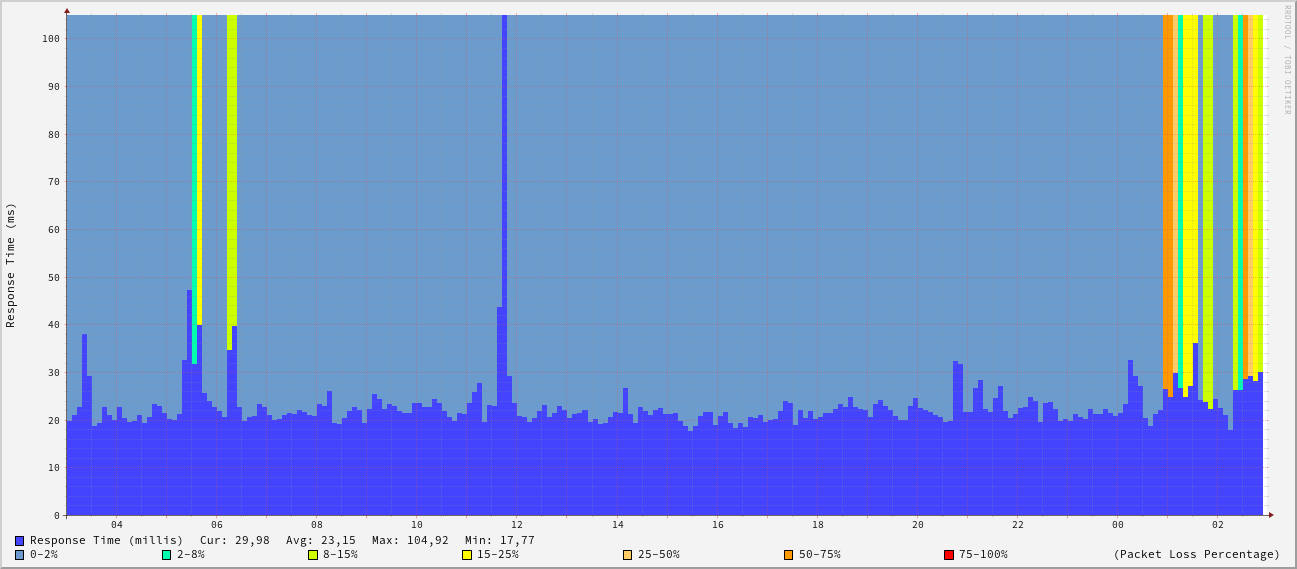 RRDTOOL / TOBI OETIKER
Response Time (ms)
100
90
80
70
60
50
40
30
20
10
0
04 06 08 10 12 14 16 18 20 22 00 02
Response Time (millis) Cur: 29,98 Avg: 23,15 Max: 104,92 Min: 17,77
0-2% 2-8% 8-15% 15-25% 25-50% 50-75% 75-100% (Packet Loss Percentage)